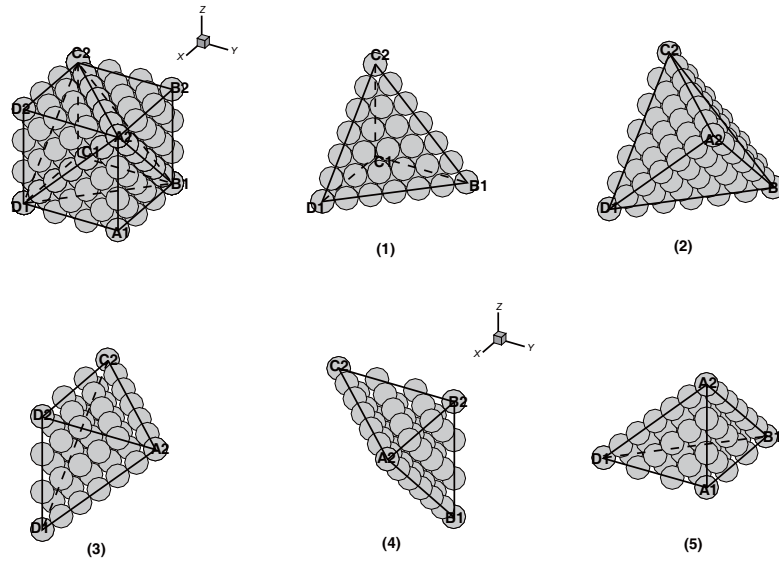 Z
X
Y
C2
B2
D2
A2
C1
B1
D1
A1
C2
C1
B1
D1
(1)
C2
A2
D1
B
(2)
Z
X
Y
C2
D2
A2
D1
(3)
C2
B2
A2
B1
(4)
A2
B1
D1
A1
(5)